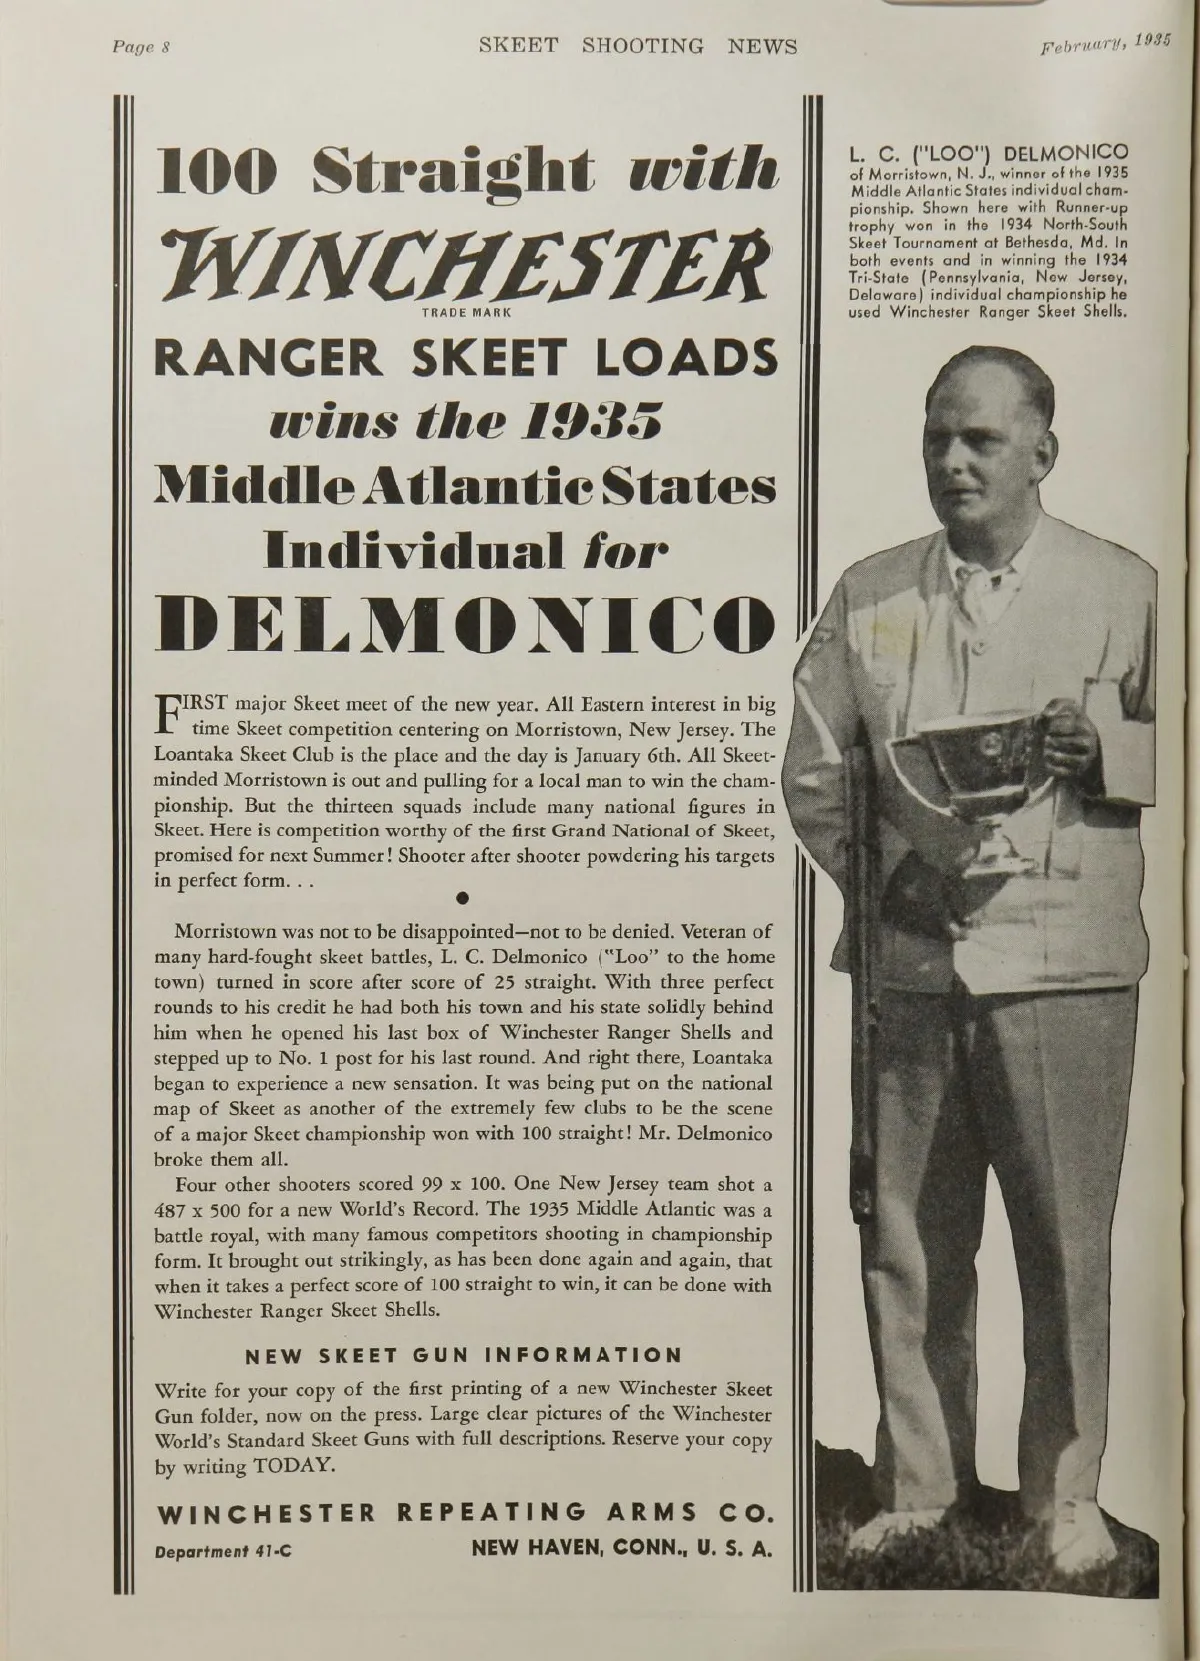 Page 8
SKEET SHOOTING NEWS
February, 1935
100 Straight with
WINCHESTER
TRADE MARK
RANGER SKEET LOADS
wins the 1935
Middle Atlantic States
Individual for
DELMONICO
FIRST major Skeet meet of the new year. All Eastern interest in big
time Skeet competition centering on Morristown, New Jersey. The
Loantaka Skeet Club is the place and the day is January 6th. All Skeet-
minded Morristown is out and pulling for a local man to win the cham-
pionship. But the thirteen squads include many national figures in
Skeet. Here is competition worthy of the first Grand National of Skeet,
promised for next Summer! Shooter after shooter powdering his targets
in perfect form. . .
●
Morristown was not to be disappointed—not to be denied. Veteran of
many hard-fought skeet battles, L. C. Delmonico ("Loo" to the home
town) turned in score after score of 25 straight. With three perfect
rounds to his credit he had both his town and his state solidly behind
him when he opened his last box of Winchester Ranger Shells and
stepped up to No. 1 post for his last round. And right there, Loantaka
began to experience a new sensation. It was being put on the national
map of Skeet as another of the extremely few clubs to be the scene
of a major Skeet championship won with 100 straight! Mr. Delmonico
broke them all.
Four other shooters scored 99 x 100. One New Jersey team shot a
487 x 500 for a new World's Record. The 1935 Middle Atlantic was a
battle royal, with many famous competitors shooting in championship
form. It brought out strikingly, as has been done again and again, that
when it takes a perfect score of 100 straight to win, it can be done with
Winchester Ranger Skeet Shells.
NEW SKEET GUN INFORMATION
Write for your copy of the first printing of a new Winchester Skeet
Gun folder, now on the press. Large clear pictures of the Winchester
World's Standard Skeet Guns with full descriptions. Reserve your copy
by writing TODAY.
WINCHESTER REPEATING ARMS CO.
Department 41-C
NEW HAVEN, CONN., U. S. A.
L. C. ("LOO") DELMONICO
of Morristown, N. J., winner of the 1935
Middle Atlantic States individual cham-
pionship. Shown here with Runner-up
trophy won in the 1934 North-South
Skeet Tournament at Bethesda, Md. In
both events and in winning the 1934
Tri-State (Pennsylvania, New Jersey,
Delaware) individual championship he
used Winchester Ranger Skeet Shells.